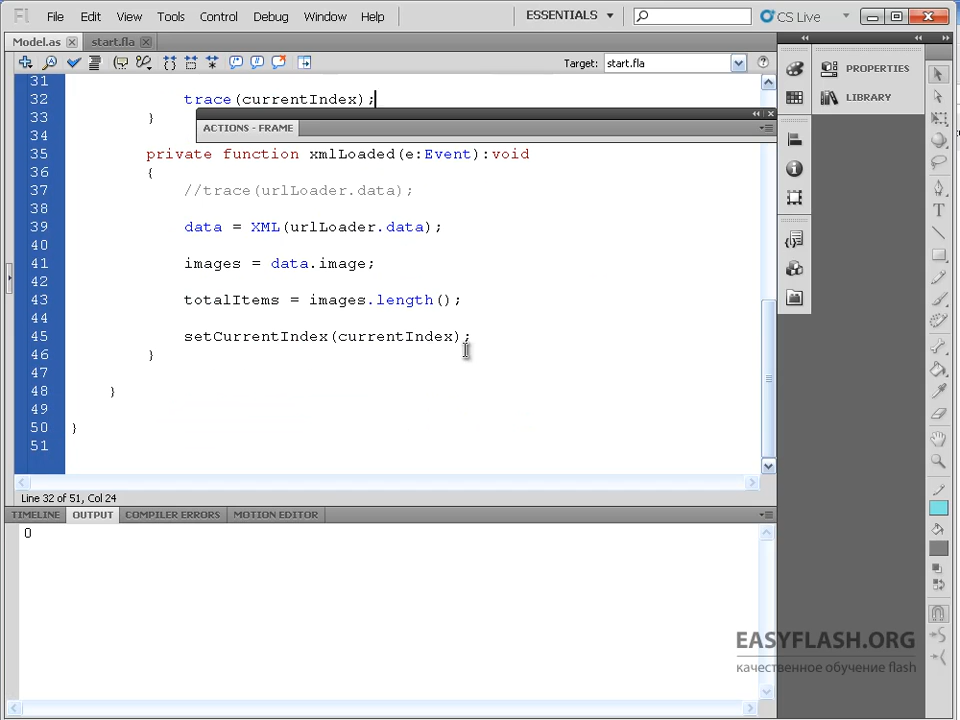 Fl File Edit View Tools Control Debug Window Help ESSENTIALS CS Live
Model.as start.fla
Target: start.fla
31
32 trace(currentIndex);
33 }
ACTIONS - FRAME
34
35 private function xmlLoaded(e:Event):void
36 {
37 //trace(urlLoader.data);
38
39 data = XML(urlLoader.data);
40
41 images = data.image;
42
43 totalItems = images.length();
44
45 setCurrentIndex(currentIndex);
46 }
47
48 }
49
50 }
51
Line 32 of 51, Col 24
TIMELINE OUTPUT COMPILER ERRORS MOTION EDITOR
0
PROPERTIES
LIBRARY
EASYFLASH.ORG
качественное обучение flash